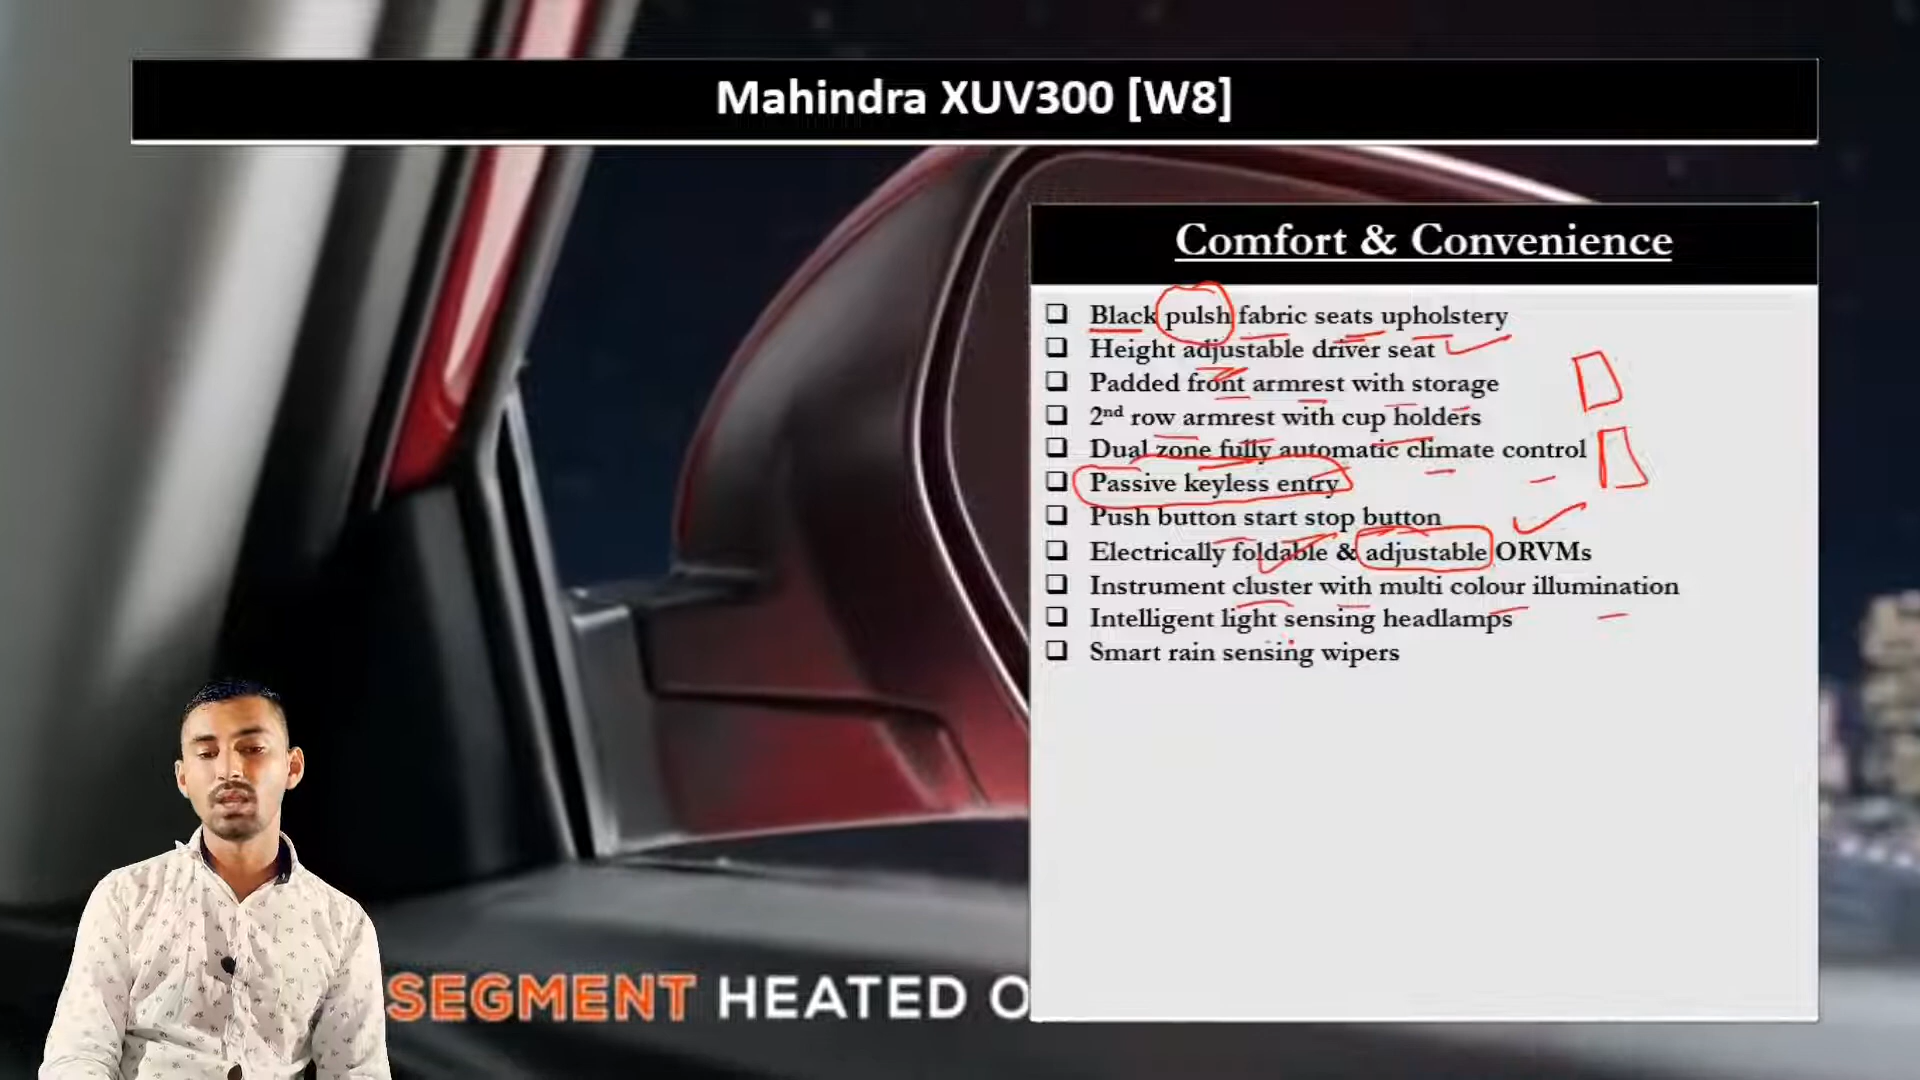 Mahindra XUV300 [W8]
Comfort & Convenience
Black pulsh fabric seats upholstery
Height adjustable driver seat
Padded front armrest with storage
2nd row armrest with cup holders
Dual zone fully automatic climate control
Passive keyless entry
Push button start stop button
Electrically foldable & adjustable ORVMs
Instrument cluster with multi colour illumination
Intelligent light sensing headlamps
Smart rain sensing wipers
SEGMENT HEATED O